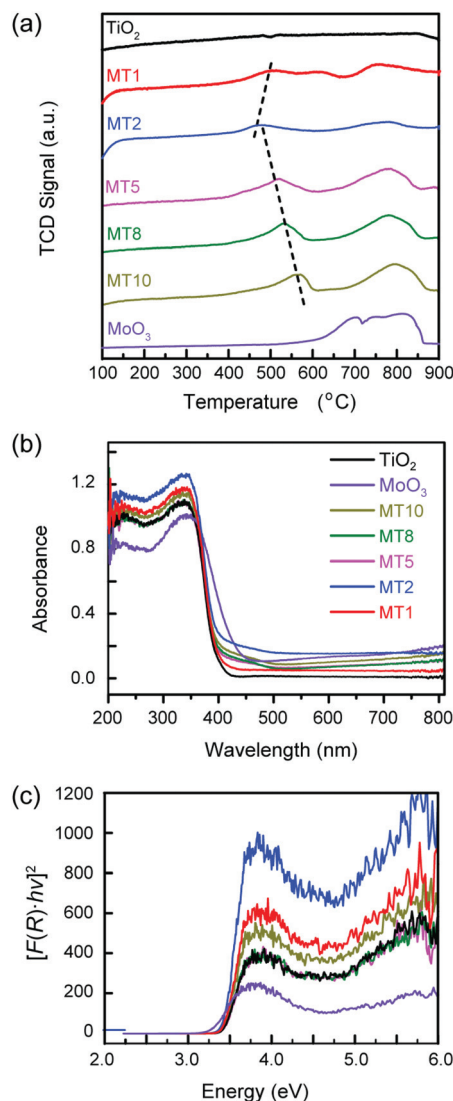 (a)
TiO₂
MT1
MT2
MT5
MT8
MT10
MoO₃
TCD Signal (a.u.)
100 200 300 400 500 600 700 800 900
Temperature (°C)
(b)
1.2
0.8
0.4
0.0
Absorbance
TiO₂
MoO₃
MT10
MT8
MT5
MT2
MT1
200 300 400 500 600 700 800
Wavelength (nm)
(c)
1200
1000
800
600
400
200
0
[F(R)·hv]²
2.0 3.0 4.0 5.0 6.0
Energy (eV)